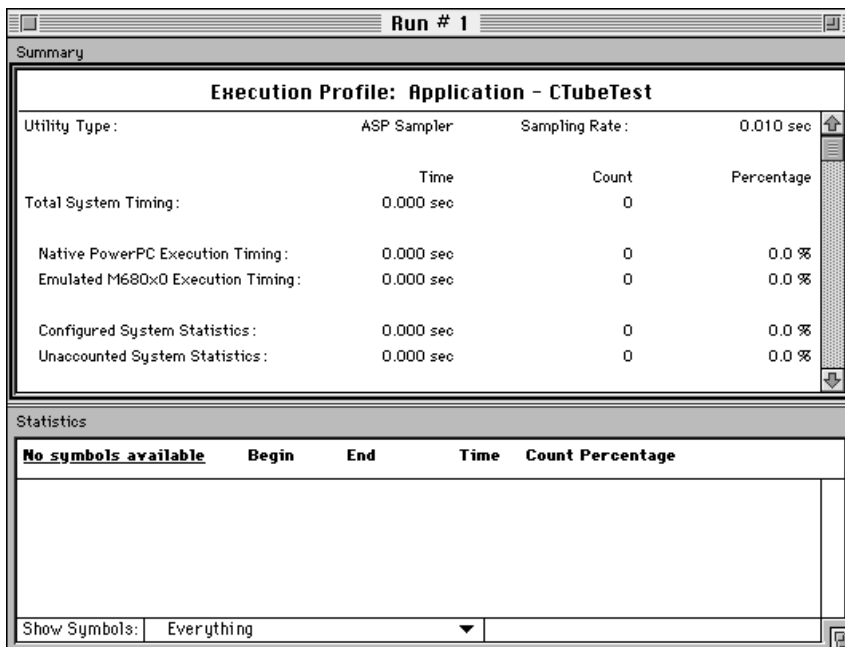 Run # 1
Summary
Execution Profile: Application - CTubeTest
Utility Type: ASP Sampler Sampling Rate: 0.010 sec
Time Count Percentage
Total System Timing: 0.000 sec 0
Native PowerPC Execution Timing: 0.000 sec 0 0.0 %
Emulated M680x0 Execution Timing: 0.000 sec 0 0.0 %
Configured System Statistics: 0.000 sec 0 0.0 %
Unaccounted System Statistics: 0.000 sec 0 0.0 %
Statistics
No symbols available Begin End Time Count Percentage
Show Symbols: Everything